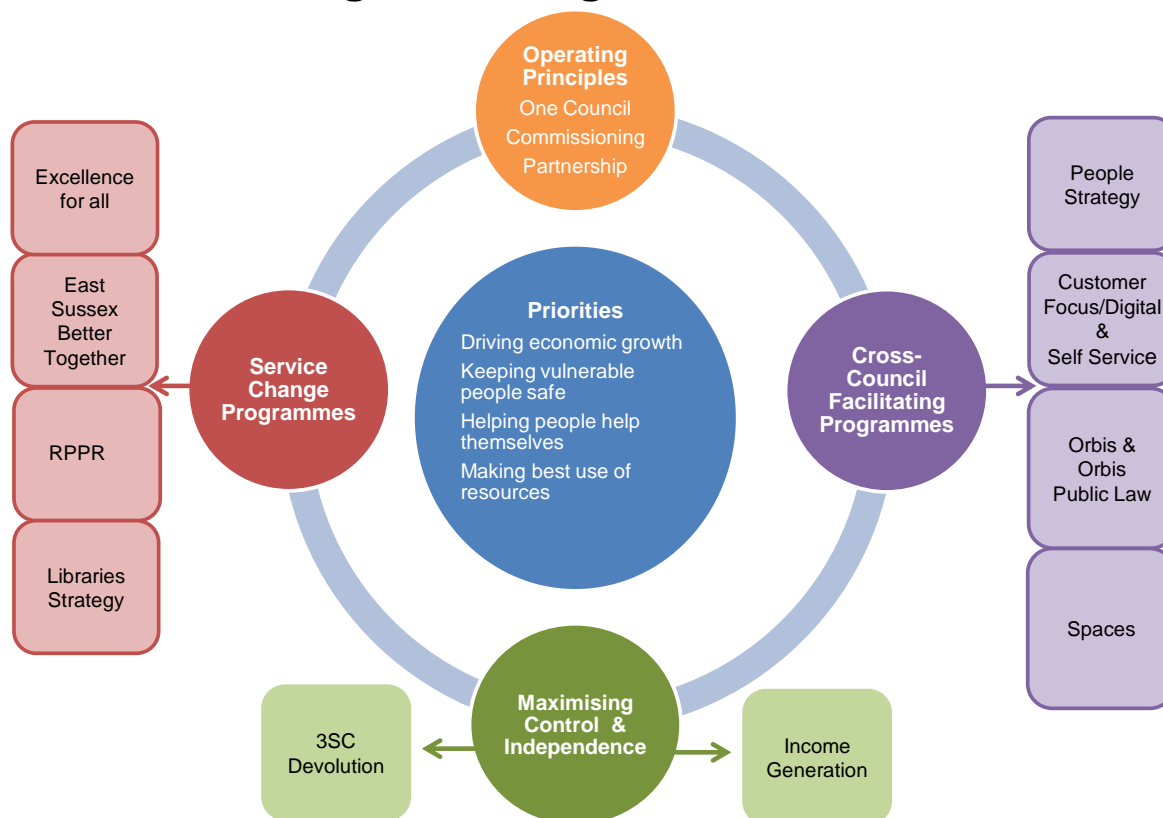 Operating
Principles
One Council
Commissioning
Partnership
Excellence
for all
East
Sussex
Better
Together
RPPR
Libraries
Strategy
Service
Change
Programmes
Priorities
Driving economic growth
Keeping vulnerable
people safe
Helping people help
themselves
Making best use of
resources
Cross-
Council
Facilitating
Programmes
People
Strategy
Customer
Focus/Digital
&
Self Service
Orbis &
Orbis
Public Law
Spaces
Maximising
Control &
Independence
3SC
Devolution
Income
Generation